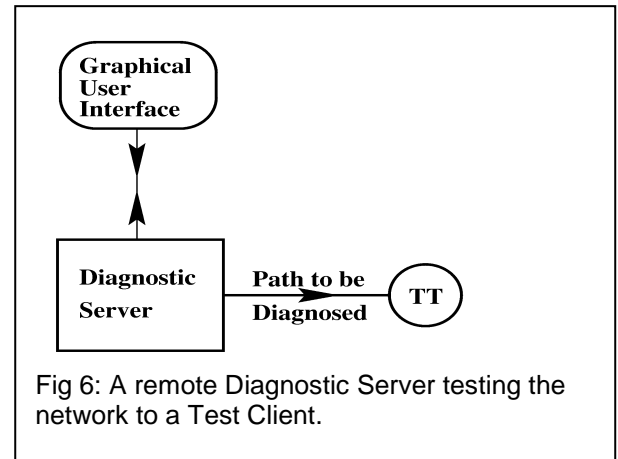 Graphical
User
Interface
Diagnostic
Server
Path to be
Diagnosed
TT
Fig 6: A remote Diagnostic Server testing the
network to a Test Client.